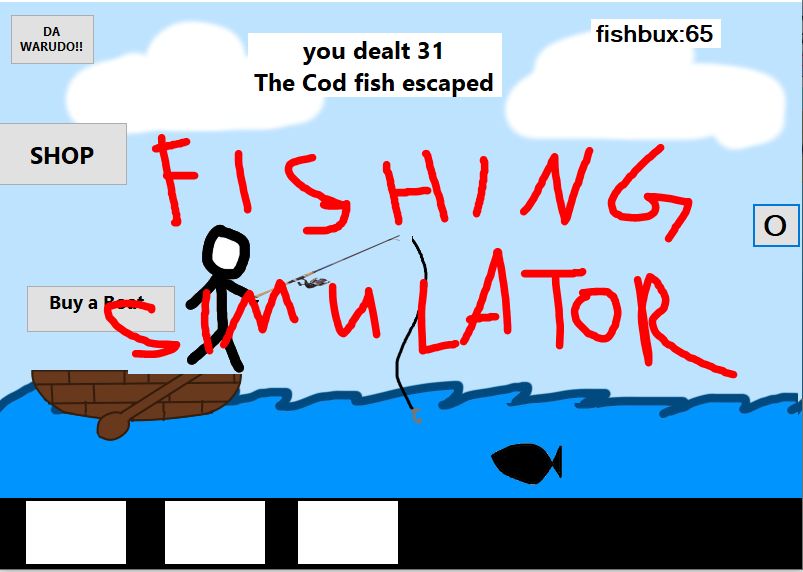 DA
WARUDO!!
you dealt 31
The Cod fish escaped
fishbux:65
SHOP
FISHING
O
Buy a Boat
SIMULATOR